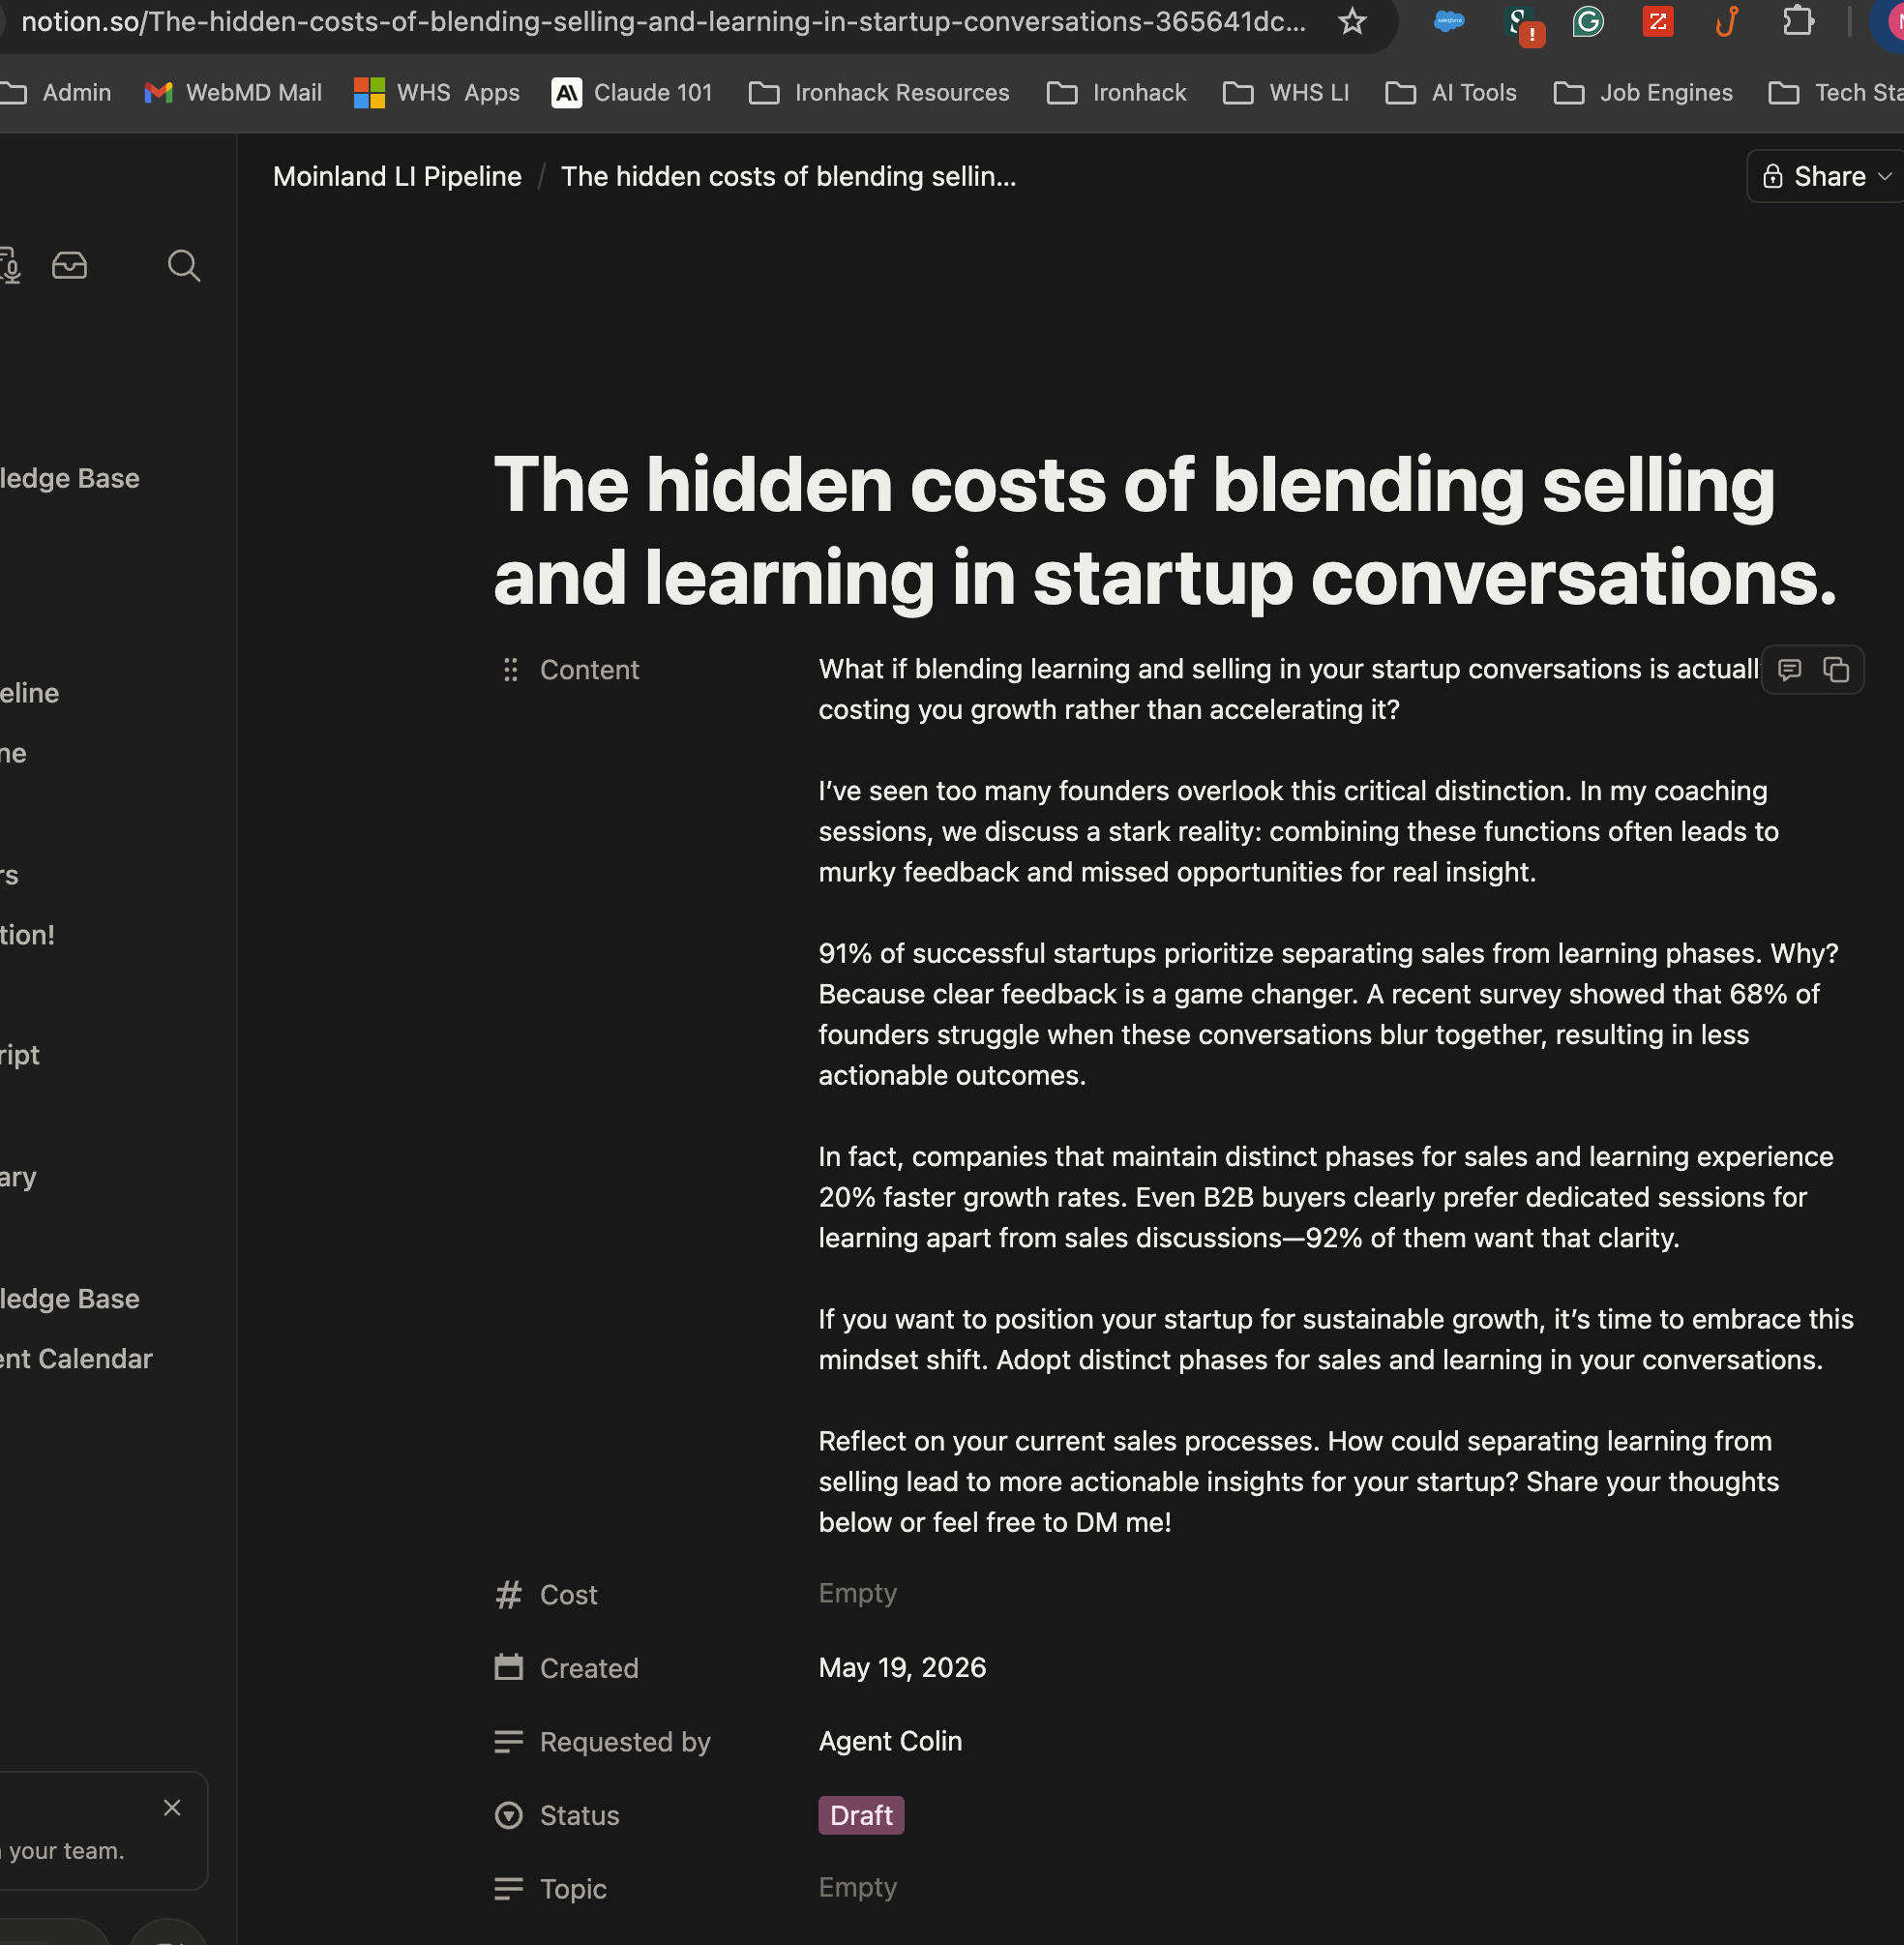 notion.so/The-hidden-costs-of-blending-selling-and-learning-in-startup-conversations-365641dc...
Admin
WebMD Mail
WHS Apps
Claude 101
Ironhack Resources
Ironhack
WHS LI
AI Tools
Job Engines
Tech Sta
Moinland LI Pipeline / The hidden costs of blending sellin...
Share
ledge Base
eline
ne
rs
tion!
ript
ary
ledge Base
ent Calendar
your team.
The hidden costs of blending selling
and learning in startup conversations.
Content
What if blending learning and selling in your startup conversations is actuall
costing you growth rather than accelerating it?
I’ve seen too many founders overlook this critical distinction. In my coaching
sessions, we discuss a stark reality: combining these functions often leads to
murky feedback and missed opportunities for real insight.
91% of successful startups prioritize separating sales from learning phases. Why?
Because clear feedback is a game changer. A recent survey showed that 68% of
founders struggle when these conversations blur together, resulting in less
actionable outcomes.
In fact, companies that maintain distinct phases for sales and learning experience
20% faster growth rates. Even B2B buyers clearly prefer dedicated sessions for
learning apart from sales discussions—92% of them want that clarity.
If you want to position your startup for sustainable growth, it’s time to embrace this
mindset shift. Adopt distinct phases for sales and learning in your conversations.
Reflect on your current sales processes. How could separating learning from
selling lead to more actionable insights for your startup? Share your thoughts
below or feel free to DM me!
Cost
Empty
Created
May 19, 2026
Requested by
Agent Colin
Status
Draft
Topic
Empty